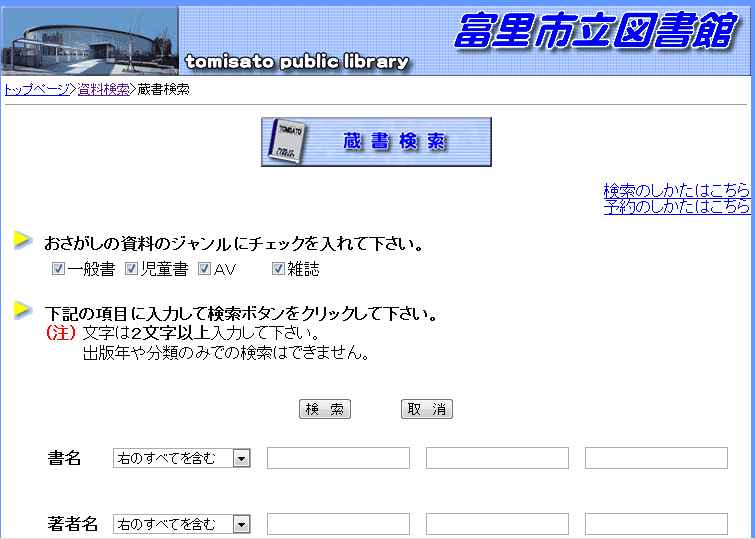 富里市立図書館
tomisato public library
トップページ>資料検索>蔵書検索
TOMISATO
蔵書検索
検索のしかたはこちら
予約のしかたはこちら
おさがしの資料のジャンルにチェックを入れて下さい。
一般書 児童書 AV 雑誌
下記の項目に入力して検索ボタンをクリックして下さい。
(注) 文字は2文字以上入力して下さい。
出版年や分類のみでの検索はできません。
検 索 取 消
書名 右のすべてを含む
著者名 右のすべてを含む